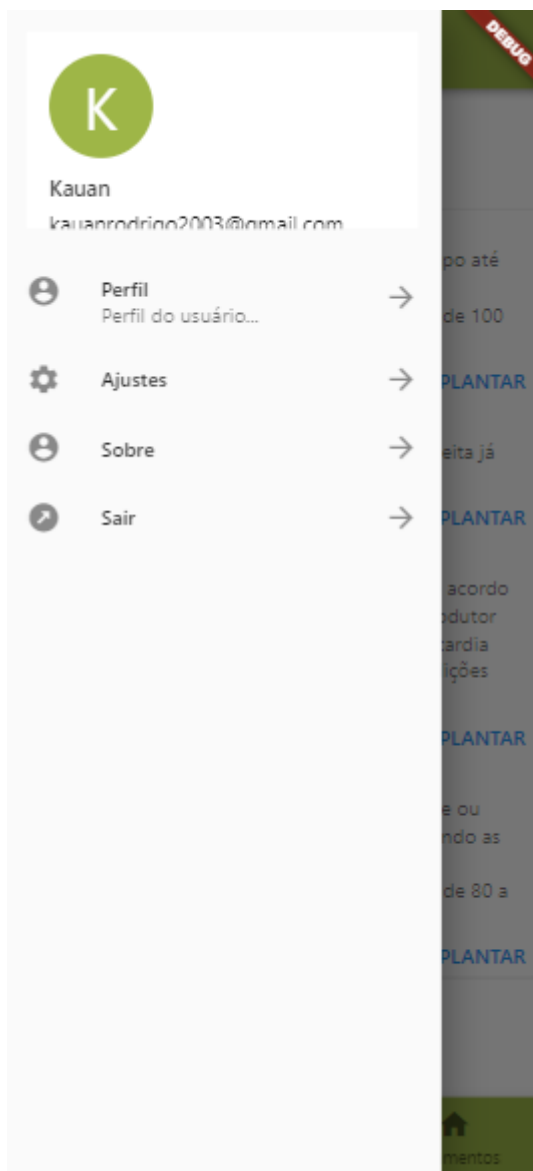 DEBUG
K
Kauan
kauanrodrigo2003@gmail.com
Perfil
Perfil do usuário...
Ajustes
Sobre
Sair
po até
de 100
PLANTAR
eita já
PLANTAR
acordo
odutor
tardia
ições
PLANTAR
e ou
ndo as
de 80 a
PLANTAR
mentos